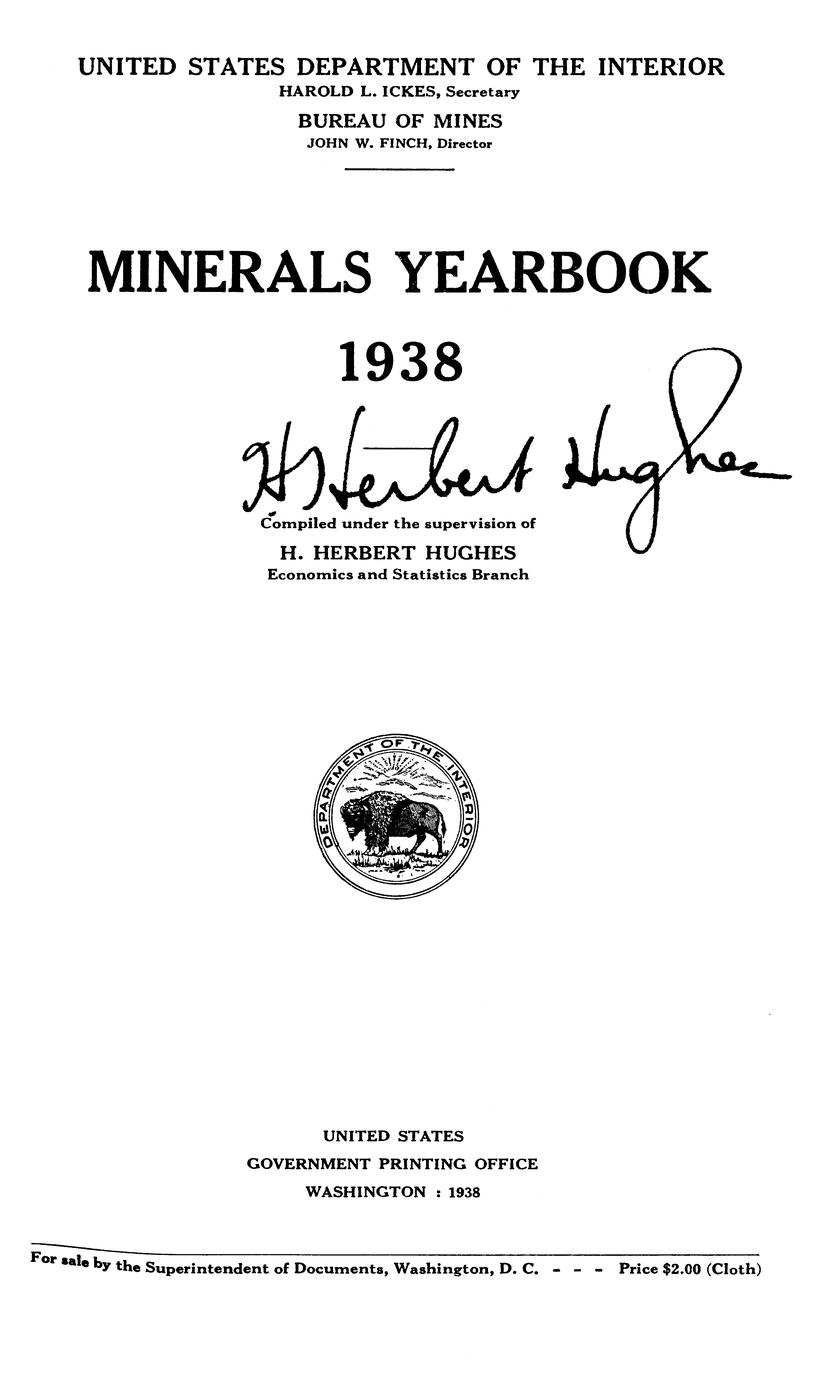 UNITED STATES DEPARTMENT OF THE INTERIOR
HAROLD L. ICKES, Secretary
BUREAU OF MINES
JOHN W. FINCH, Director
MINERALS YEARBOOK
1938
H Herbert Hughes
Compiled under the supervision of
H. HERBERT HUGHES
Economics and Statistics Branch
DEPARTMENT OF THE INTERIOR
UNITED STATES
GOVERNMENT PRINTING OFFICE
WASHINGTON : 1938
For sale by the Superintendent of Documents, Washington, D. C. - - - Price $2.00 (Cloth)